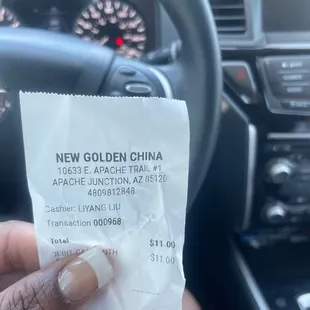 NEW GOLDEN CHINA
10633 E. APACHE TRAIL #1
APACHE JUNCTION, AZ 85120
4809812848
Cashier: LIYANG LIU
Transaction 000968
Total $11.00
$11.00